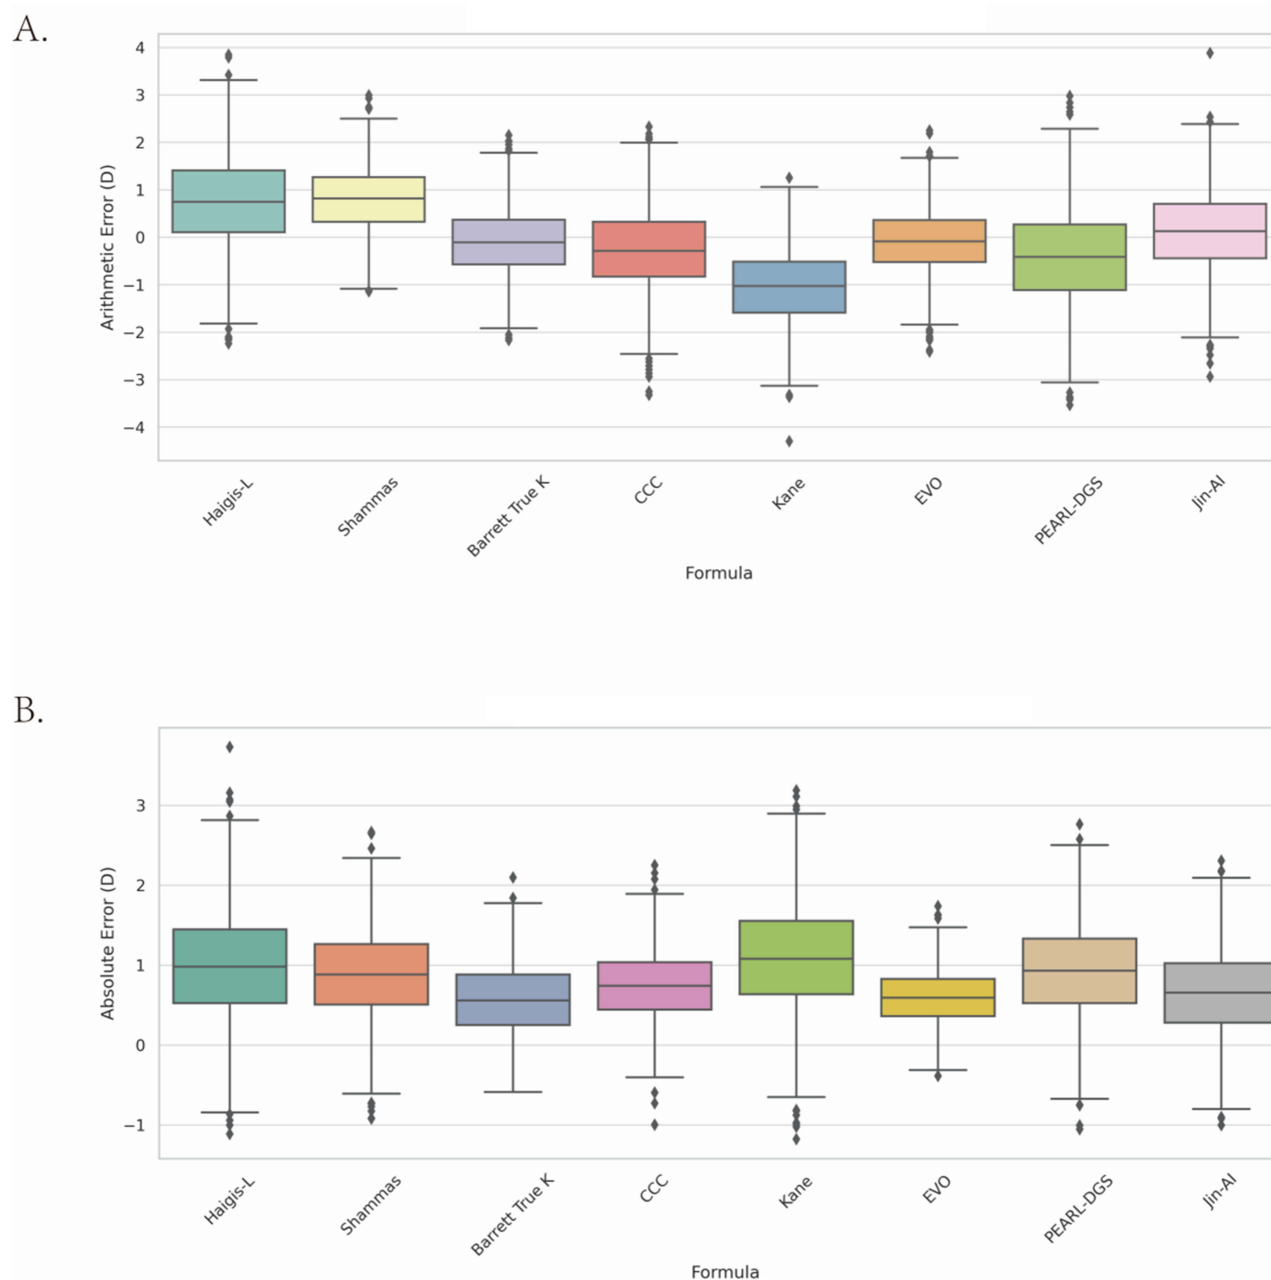 A.
4
3
2
1
0
−1
−2
−3
−4
Arithmetic Error (D)
Haigis-L
Shammas
Barrett True K
CCC
Kane
EVO
PEARL-DGS
Jin-AI
Formula
B.
3
2
1
0
−1
Absolute Error (D)
Haigis-L
Shammas
Barrett True K
CCC
Kane
EVO
PEARL-DGS
Jin-AI
Formula